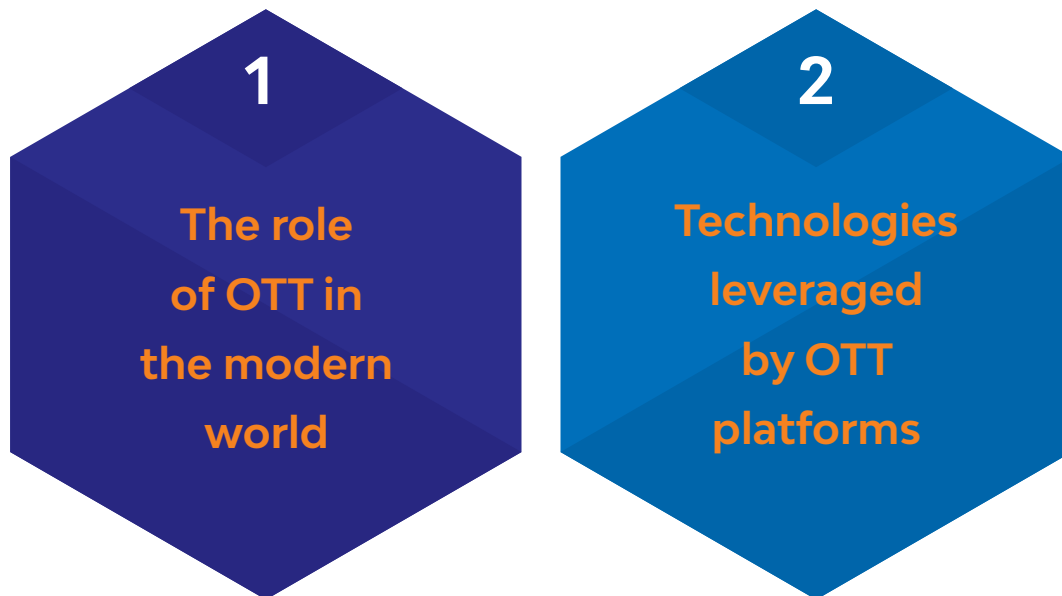 1
The role
of OTT in
the modern
world
2
Technologies
leveraged
by OTT
platforms